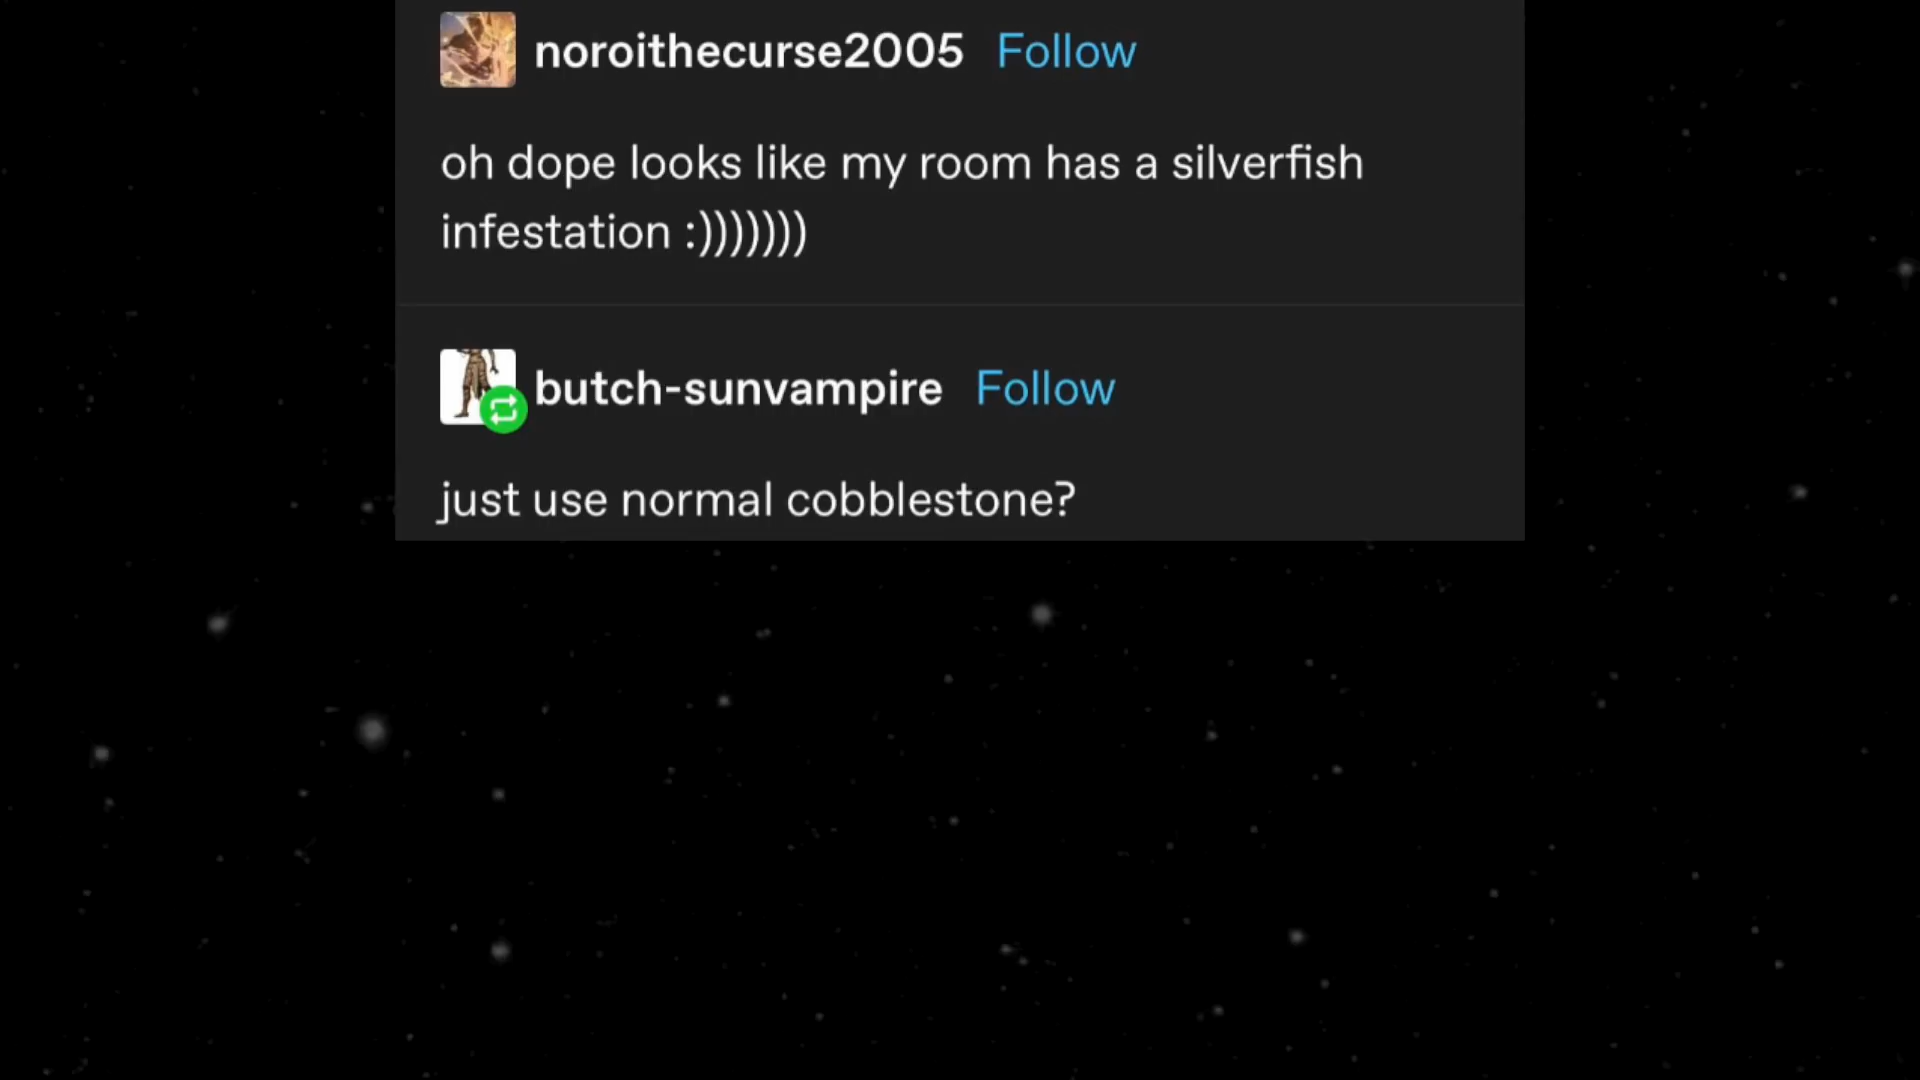 noroithecurse2005 Follow
oh dope looks like my room has a silverfish
infestation :)))))))
butch-sunvampire Follow
just use normal cobblestone?